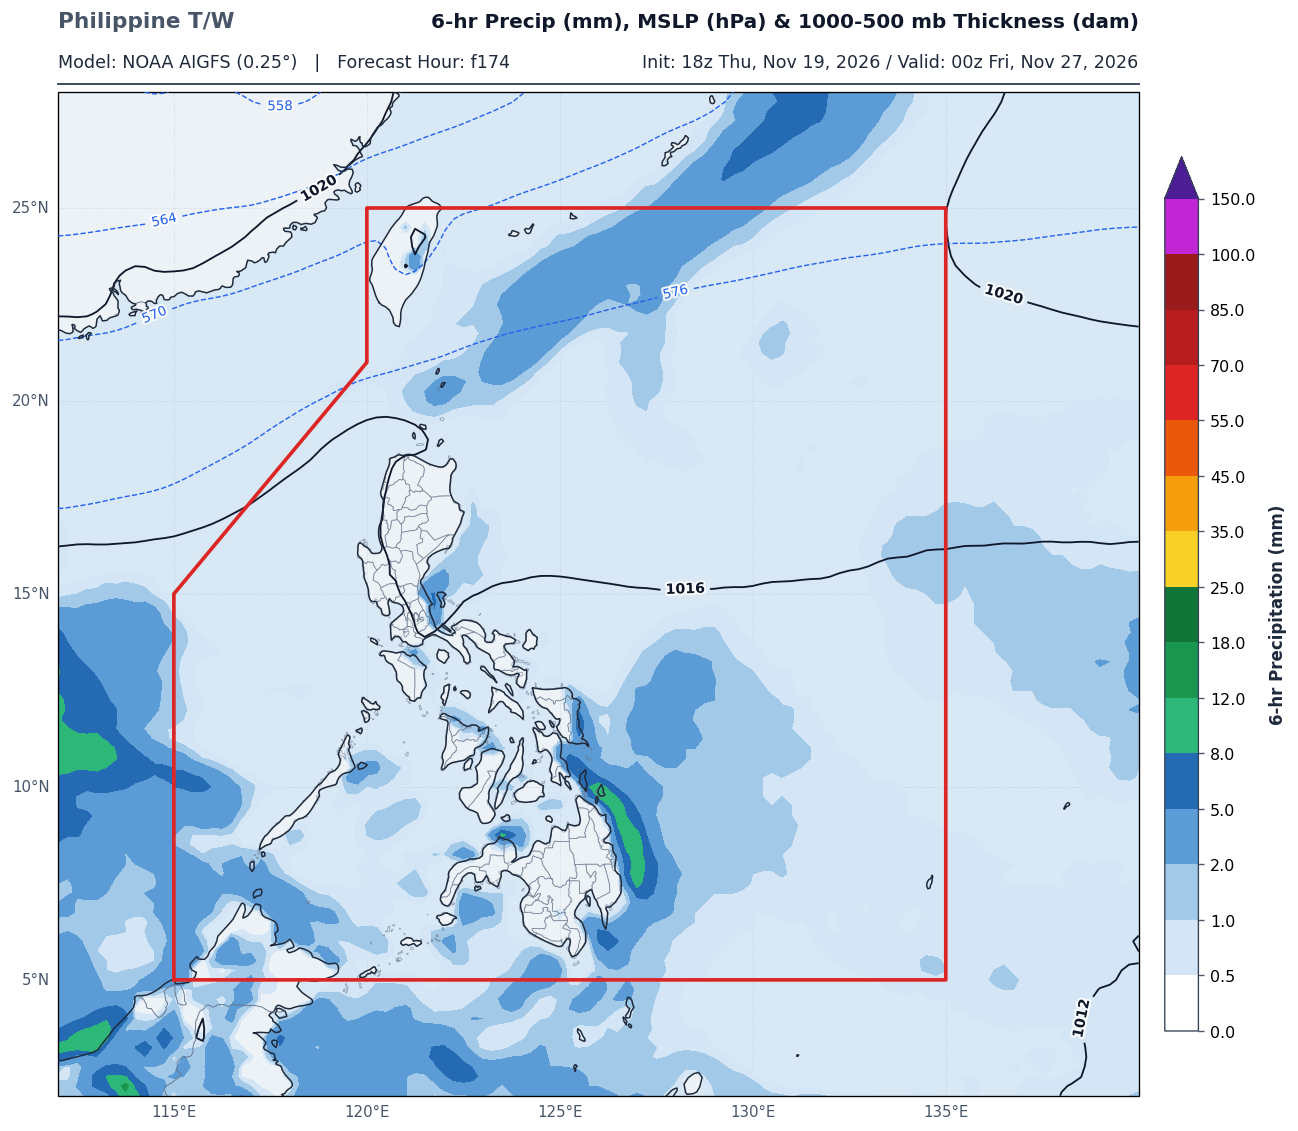 Philippine T/W
6-hr Precip (mm), MSLP (hPa) & 1000-500 mb Thickness (dam)
Model: NOAA AIGFS (0.25°) | Forecast Hour: f174
Init: 18z Thu, Nov 19, 2026 / Valid: 00z Fri, Nov 27, 2026
558
1020
564
25°N
570
576
1020
20°N
1016
15°N
10°N
5°N
1012
115°E
120°E
125°E
130°E
135°E
150.0
100.0
85.0
70.0
55.0
45.0
35.0
25.0
18.0
12.0
8.0
5.0
2.0
1.0
0.5
0.0
6-hr Precipitation (mm)